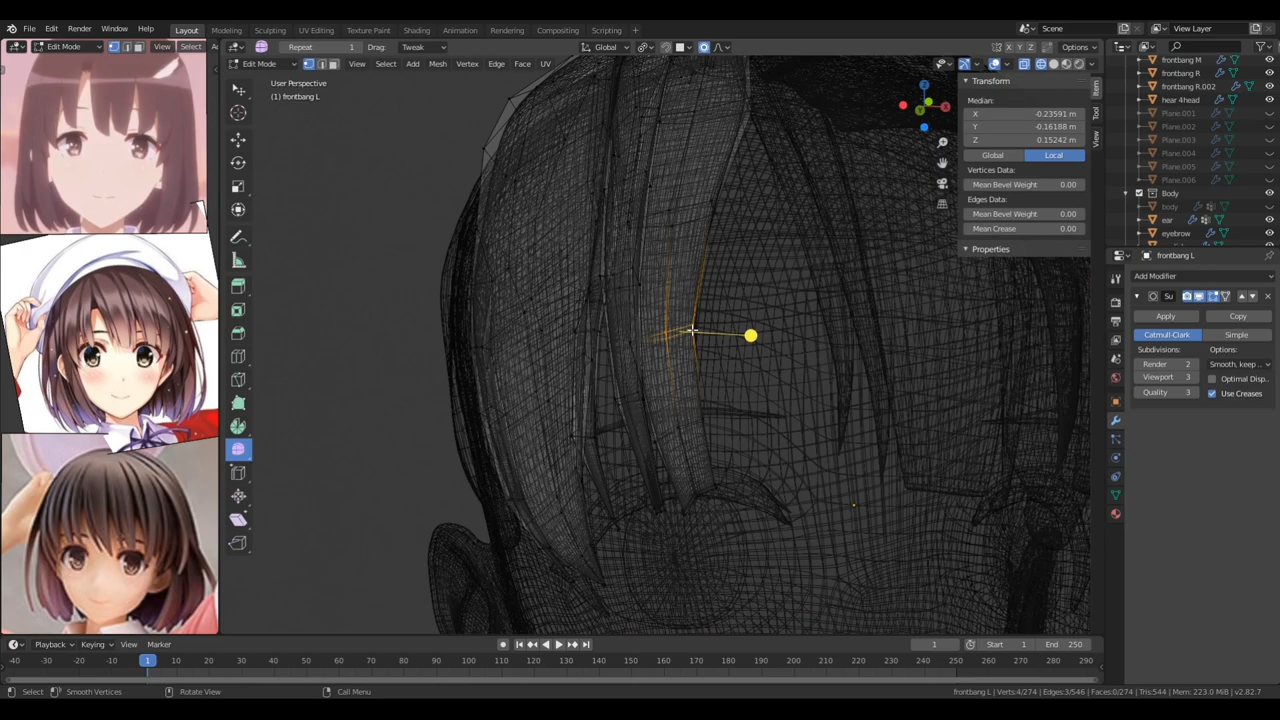 File Edit Render Window Help Layout Modeling Sculpting UV Editing Texture Paint Shading Animation Rendering Compositing Scripting + Scene View Layer
Edit Mode View Select Repeat 1 Drag: Tweak Global X Y Z Options
Edit Mode View Select Add Mesh Vertex Edge Face UV
User Perspective
(1) frontbang L
Transform
Median:
X -0.23591 m
Y -0.16188 m
Z 0.15242 m
Global Local
Vertices Data:
Mean Bevel Weight 0.00
Edges Data:
Mean Bevel Weight 0.00
Mean Crease 0.00
Properties
Item
Tool
View
frontbang M
frontbang R
frontbang R.002
hear 4head
Plane.001
Plane.002
Plane.003
Plane.004
Plane.005
Plane.006
Body
body
ear
eyebrow
frontbang L
Add Modifier
Su
Apply Copy
Catmull-Clark Simple
Subdivisions: Options:
Render 2 Smooth, keep ..
Viewport 3 Optimal Disp..
Quality 3 Use Creases
Playback Keying View Marker 1 Start 1 End 250
-40 -30 -20 -10 1 10 20 30 40 50 60 70 80 90 100 110 120 130 140 150 160 170 180 190 200 210 220 230 240 250 260 270 280 290
Select Smooth Vertices Rotate View Call Menu frontbang L | Verts:4/274 | Edges:3/546 | Faces:0/274 | Tris:544 | Mem: 223.0 MiB | v2.82.7